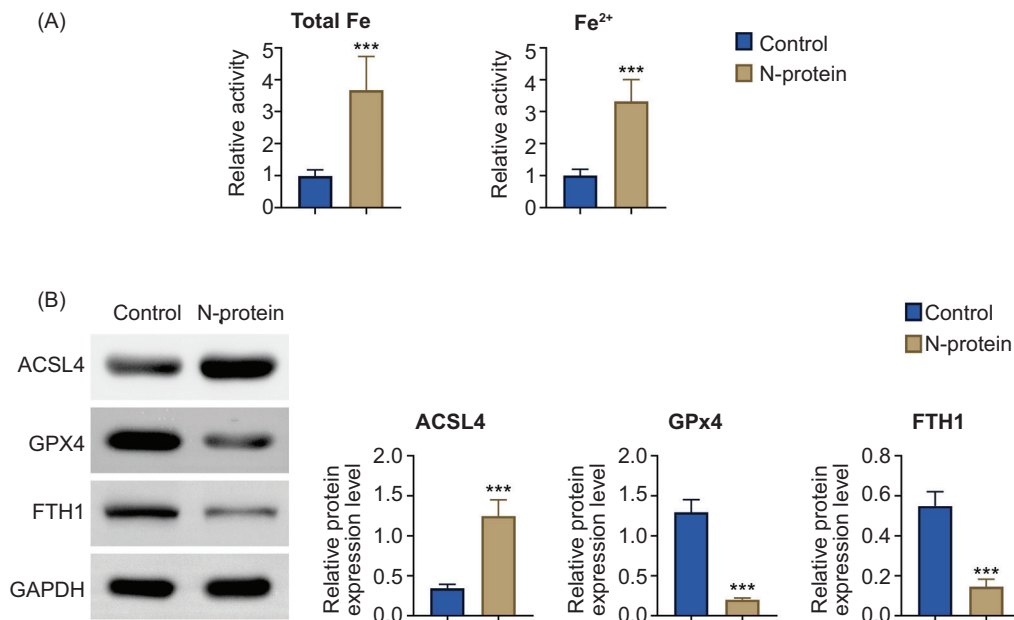 (A)
Total Fe
Relative activity
5
4
3
2
1
0
***
Fe²⁺
Relative activity
5
4
3
2
1
0
***
Control
N-protein
(B)
Control N-protein
ACSL4
GPX4
FTH1
GAPDH
Control
N-protein
ACSL4
Relative protein
expression level
2.0
1.5
1.0
0.5
0.0
***
GPx4
Relative protein
expression level
2.0
1.5
1.0
0.5
0.0
***
FTH1
Relative protein
expression level
0.8
0.6
0.4
0.2
0.0
***